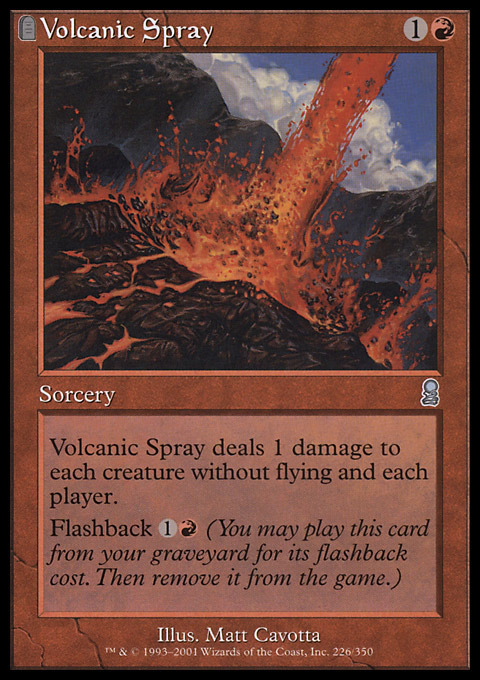 Volcanic Spray 1
Sorcery
Volcanic Spray deals 1 damage to
each creature without flying and each
player.
Flashback 1 (You may play this card
from your graveyard for its flashback
cost. Then remove it from the game.)
Illus. Matt Cavotta
™ & © 1993–2001 Wizards of the Coast, Inc. 226/350